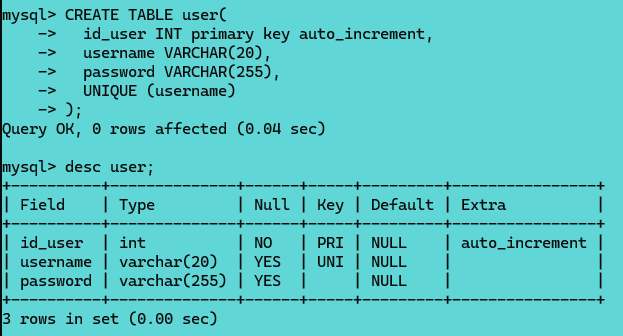 mysql> CREATE TABLE user(
    ->   id_user INT primary key auto_increment,
    ->   username VARCHAR(20),
    ->   password VARCHAR(255),
    ->   UNIQUE (username)
    -> );
Query OK, 0 rows affected (0.04 sec)

mysql> desc user;
+----------+--------------+------+-----+---------+----------------+
| Field    | Type         | Null | Key | Default | Extra          |
+----------+--------------+------+-----+---------+----------------+
| id_user  | int          | NO   | PRI | NULL    | auto_increment |
| username | varchar(20)  | YES  | UNI | NULL    |                |
| password | varchar(255) | YES  |     | NULL    |                |
+----------+--------------+------+-----+---------+----------------+
3 rows in set (0.00 sec)